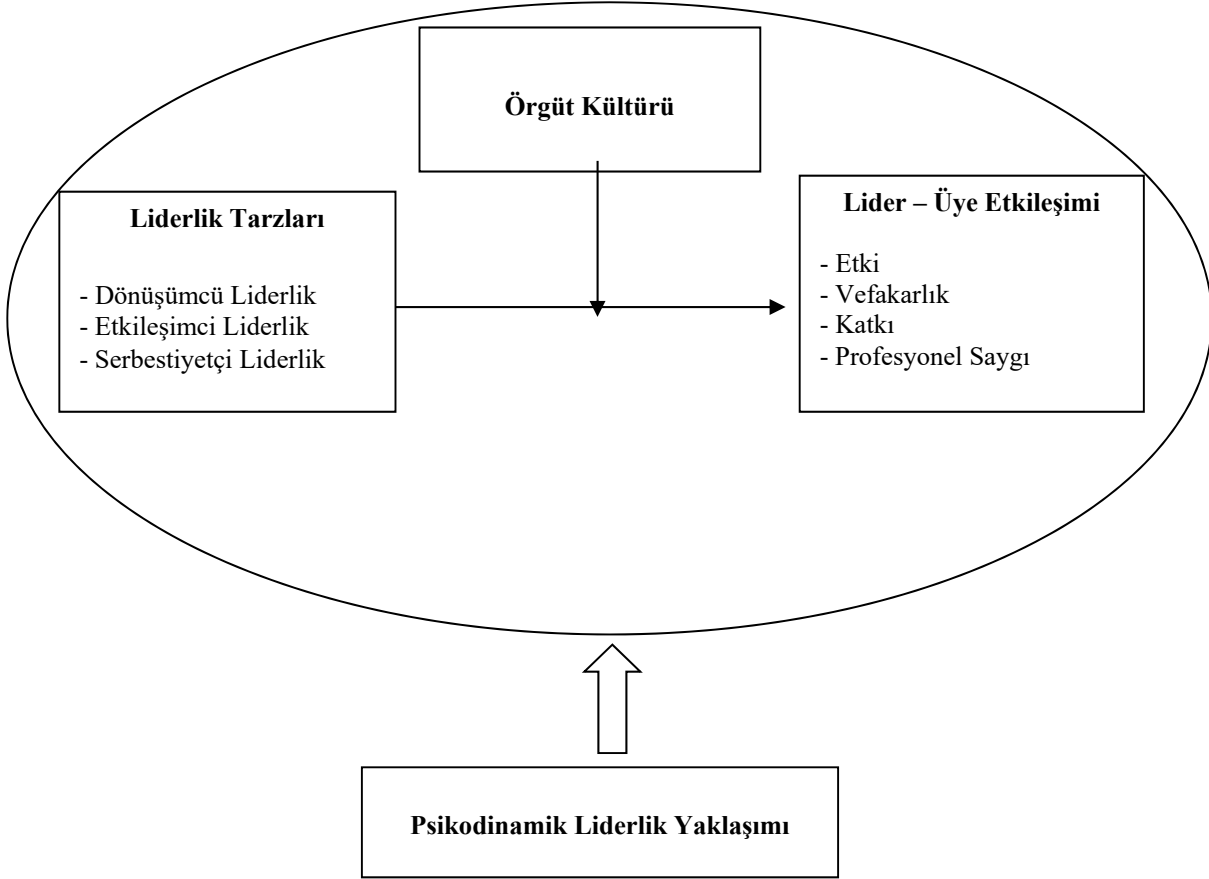 Örgüt Kültürü
Liderlik Tarzları
- Dönüşümcü Liderlik
- Etkileşimci Liderlik
- Serbestiyetçi Liderlik
Lider – Üye Etkileşimi
- Etki
- Vefakarlık
- Katkı
- Profesyonel Saygı
Psikodinamik Liderlik Yaklaşımı